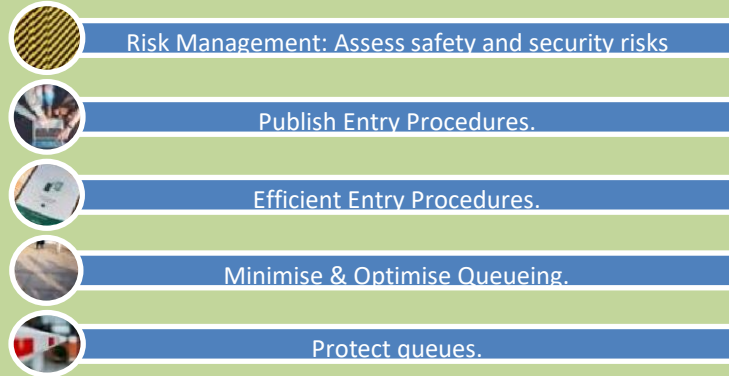 Risk Management: Assess safety and security risks
Publish Entry Procedures.
Efficient Entry Procedures.
Minimise & Optimise Queueing.
Protect queues.